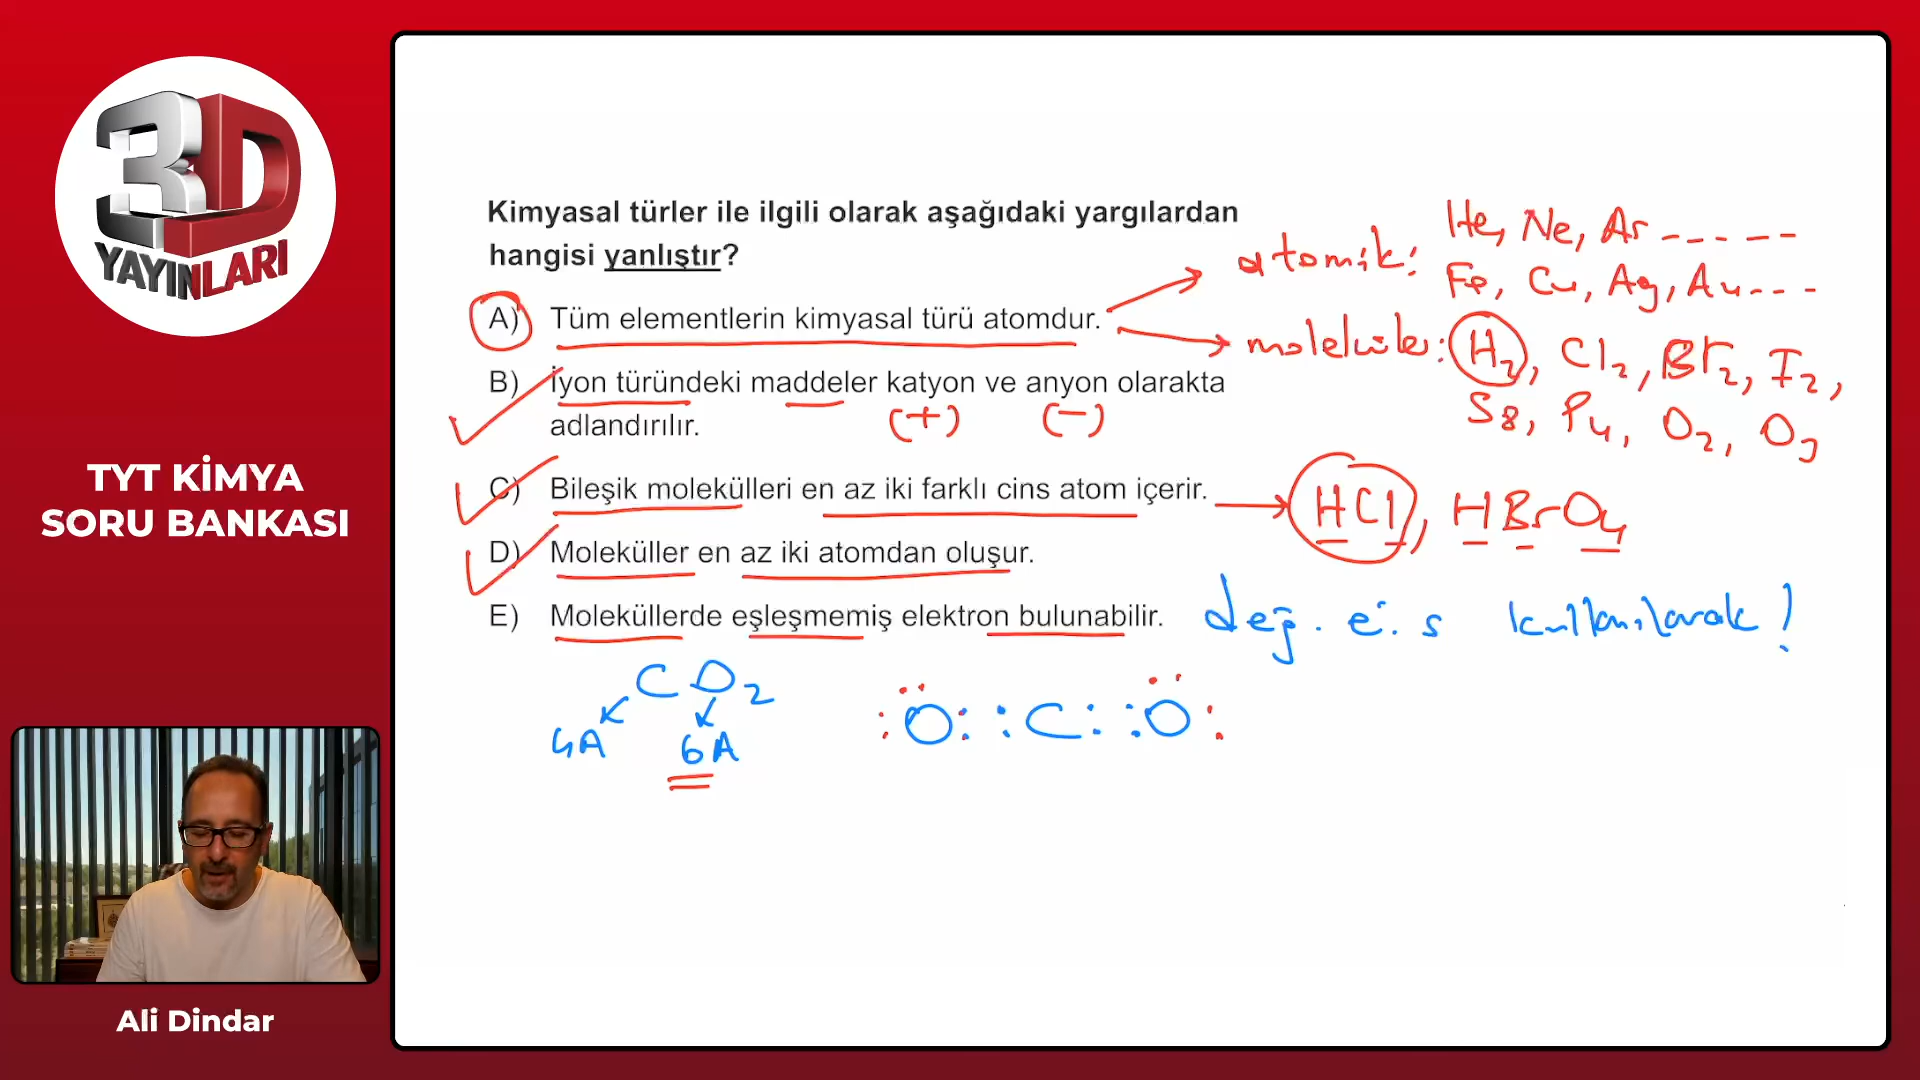 3D
YAYINLARI
TYT KİMYA
SORU BANKASI
Ali Dindar
Kimyasal türler ile ilgili olarak aşağıdaki yargılardan
hangisi yanlıştır?
A) Tüm elementlerin kimyasal türü atomdur.
B) İyon türündeki maddeler katyon ve anyon olarakta
adlandırılır.
(+) (-)
C) Bileşik molekülleri en az iki farklı cins atom içerir.
D) Moleküller en az iki atomdan oluşur.
E) Moleküllerde eşleşmemiş elektron bulunabilir.
atomik: He, Ne, Ar -----
Fe, Cu, Ag, Au---
moleküler: H2, Cl2, Br2, I2,
S8, P4, O2, O3
HCl, HBrO4
değ. e. s kullanılarak!
CO2
4A 6A
O C O